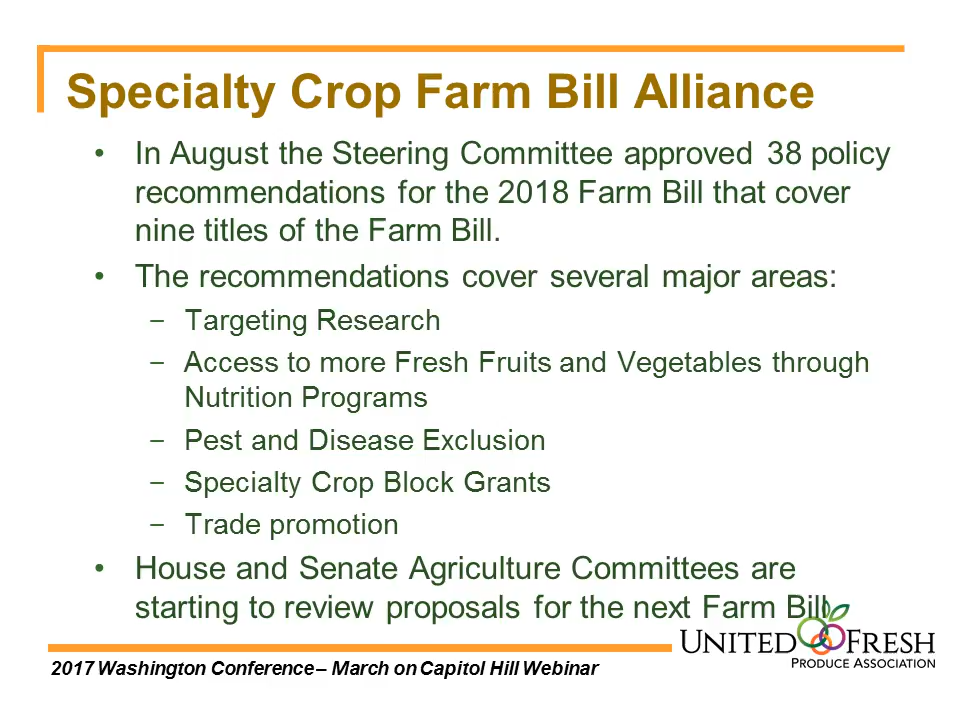 Specialty Crop Farm Bill Alliance
• In August the Steering Committee approved 38 policy
recommendations for the 2018 Farm Bill that cover
nine titles of the Farm Bill.
• The recommendations cover several major areas:
− Targeting Research
− Access to more Fresh Fruits and Vegetables through
Nutrition Programs
− Pest and Disease Exclusion
− Specialty Crop Block Grants
− Trade promotion
• House and Senate Agriculture Committees are
starting to review proposals for the next Farm Bill
UNITED FRESH
PRODUCE ASSOCIATION
2017 Washington Conference – March on Capitol Hill Webinar